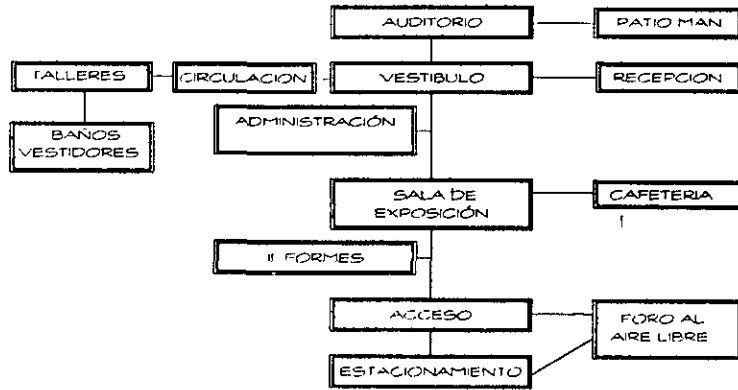 AUDITORIO
PATIO MAN
TALLERES
CIRCULACION
VESTIBULO
RECEPCION
ADMINISTRACIÓN
BAÑOS
VESTIDORES
SALA DE
EXPOSICIÓN
CAFETERIA
FORMES
ACCESO
FORO AL
AIRE LIBRE
ESTACIONAMIENTO